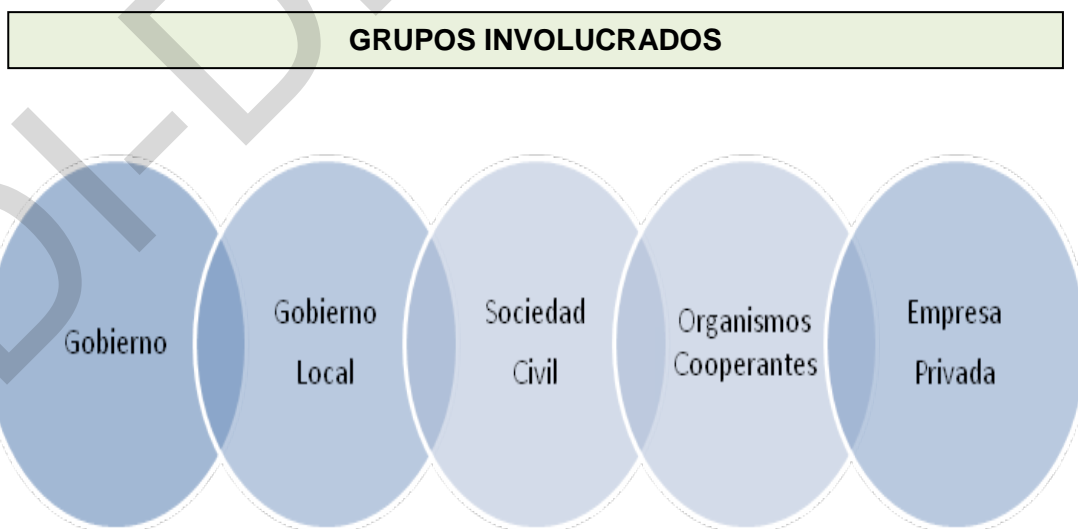 GRUPOS INVOLUCRADOS
Gobierno
Gobierno
Local
Sociedad
Civil
Organismos
Cooperantes
Empresa
Privada